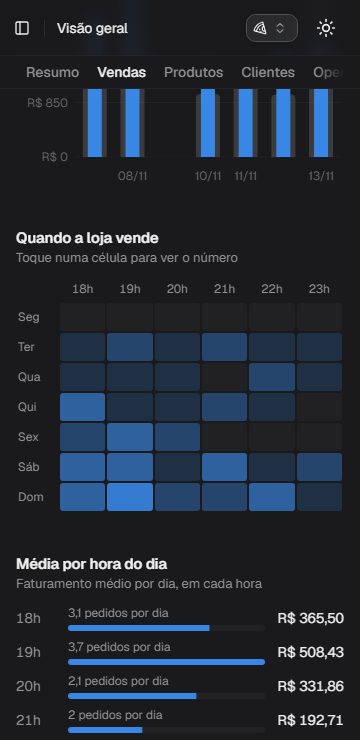 Visão geral
Resumo Vendas Produtos Clientes Ope
R$ 850
R$ 0
08/11 10/11 11/11 13/11
Quando a loja vende
Toque numa célula para ver o número
18h 19h 20h 21h 22h 23h
Seg
Ter
Qua
Qui
Sex
Sáb
Dom
Média por hora do dia
Faturamento médio por dia, em cada hora
18h 3,1 pedidos por dia R$ 365,50
19h 3,7 pedidos por dia R$ 508,43
20h 2,1 pedidos por dia R$ 331,86
21h 2 pedidos por dia R$ 192,71